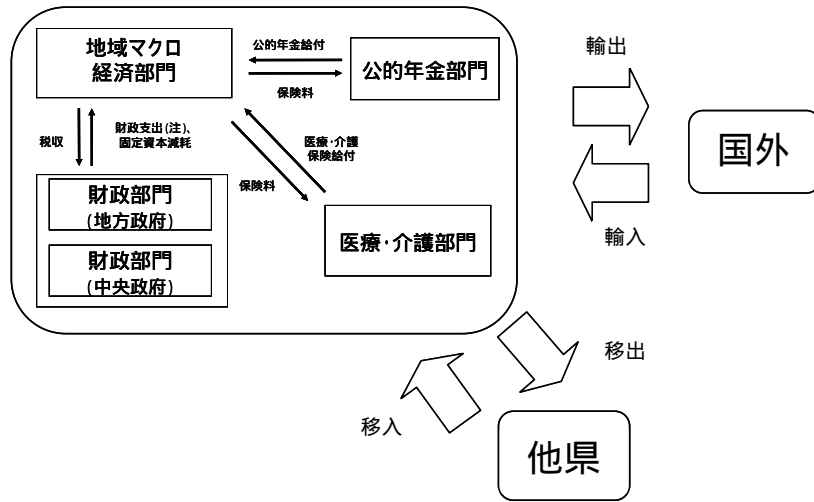 地域マクロ
経済部門
公的年金給付
保険料
公的年金部門
税収
財政支出(注)、
固定資本減耗
医療・介護
保険給付
保険料
財政部門
(地方政府)
財政部門
(中央政府)
医療・介護部門
輸出
国外
輸入
移出
移入
他県